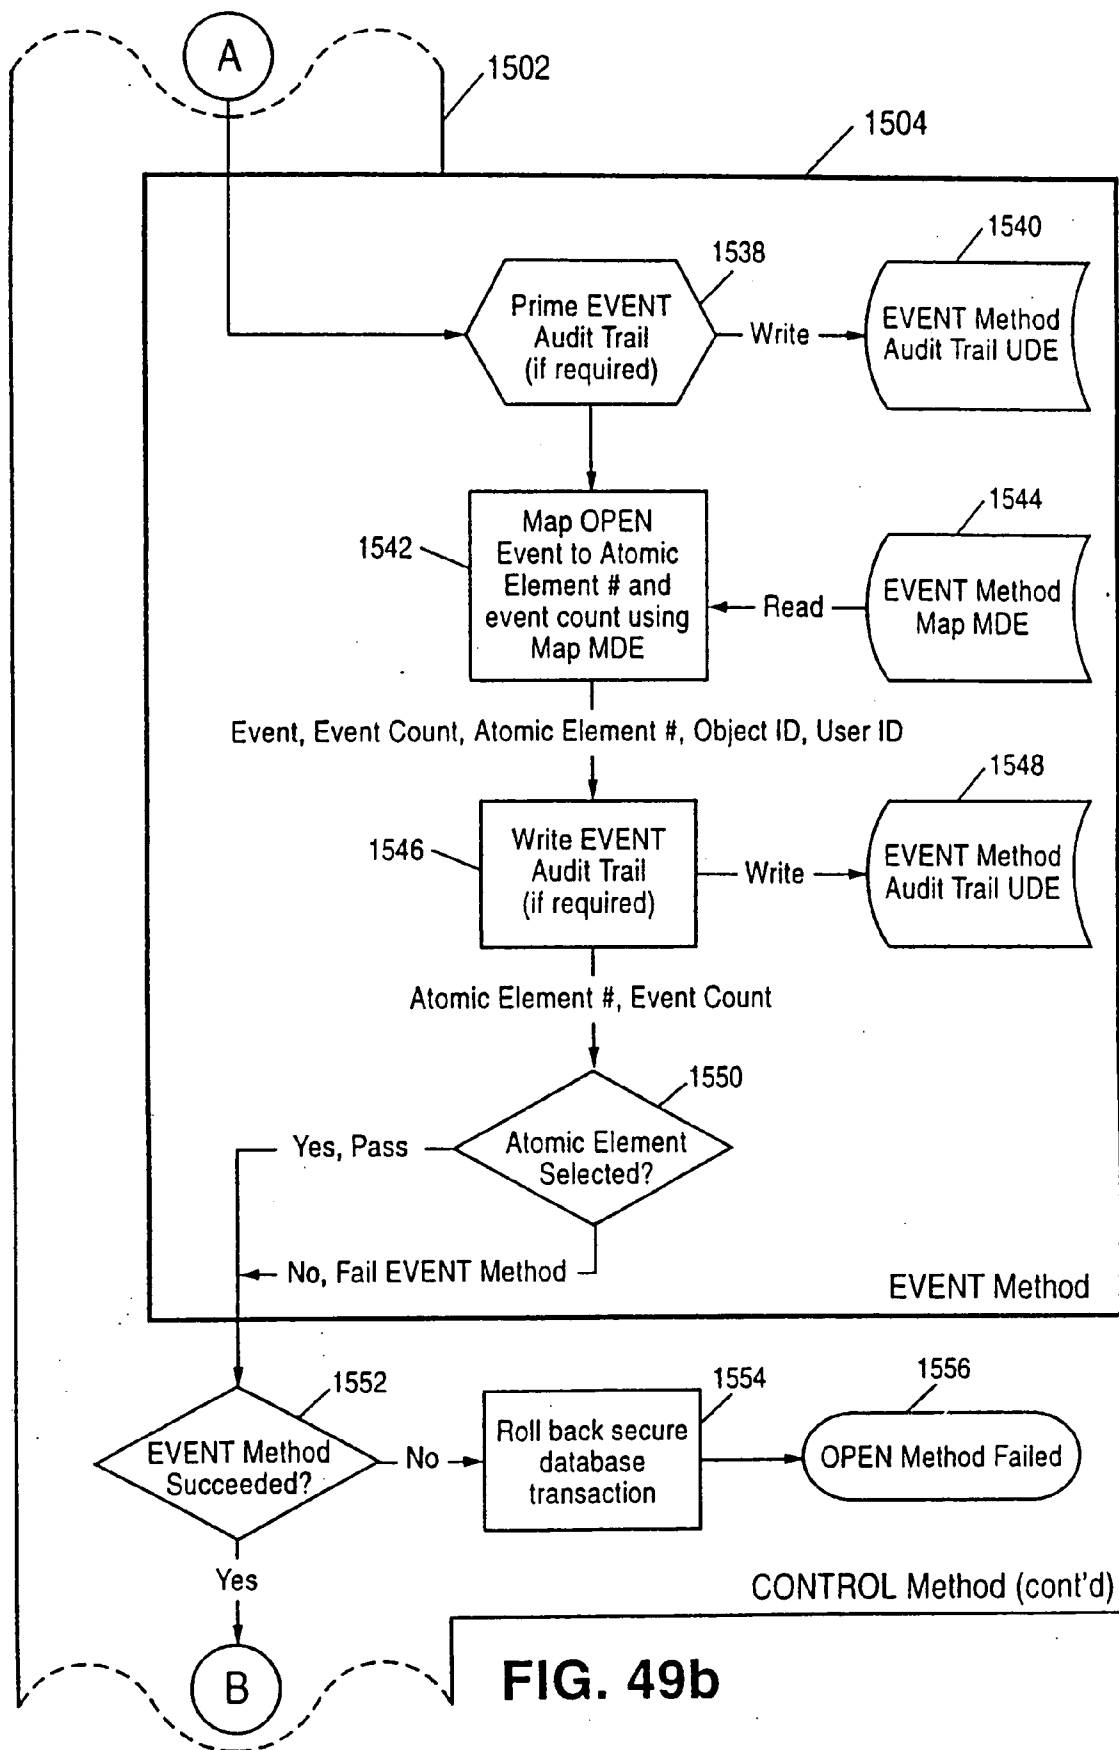 A
1502
1504
1538
1540
Prime EVENT
Audit Trail
(if required)
Write
EVENT Method
Audit Trail UDE
1542
Map OPEN
Event to Atomic
Element # and
event count using
Map MDE
Read
1544
EVENT Method
Map MDE
Event, Event Count, Atomic Element #, Object ID, User ID
1546
Write EVENT
Audit Trail
(if required)
Write
1548
EVENT Method
Audit Trail UDE
Atomic Element #, Event Count
1550
Atomic Element
Selected?
Yes, Pass
No, Fail EVENT Method
EVENT Method
1552
EVENT Method
Succeeded?
No
1554
Roll back secure
database
transaction
1556
OPEN Method Failed
Yes
CONTROL Method (cont'd)
B
FIG. 49b